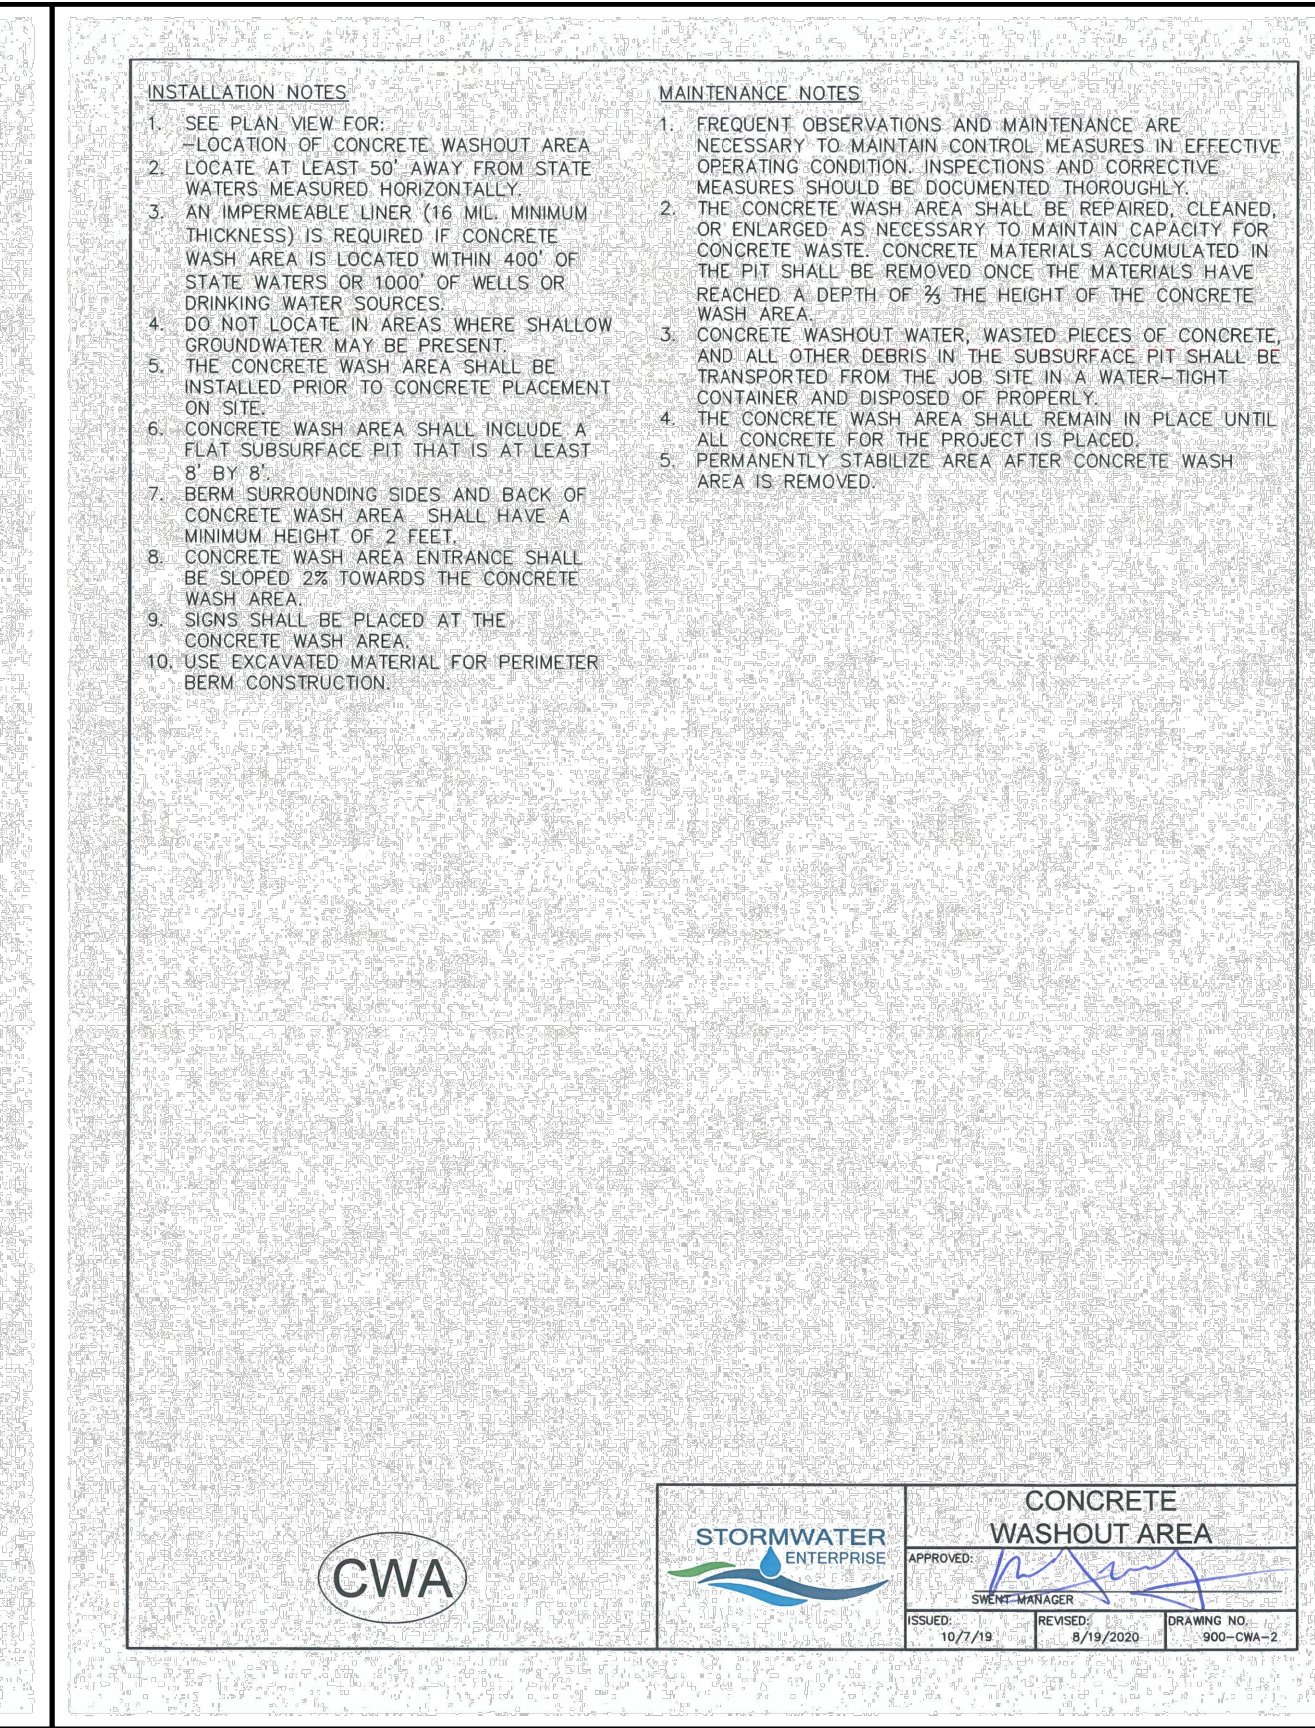 INSTALLATION NOTES
1. SEE PLAN VIEW FOR:
-LOCATION OF CONCRETE WASHOUT AREA
2. LOCATE AT LEAST 50' AWAY FROM STATE
WATERS MEASURED HORIZONTALLY.
3. AN IMPERMEABLE LINER (16 MIL. MINIMUM
THICKNESS) IS REQUIRED IF CONCRETE
WASH AREA IS LOCATED WITHIN 400' OF
STATE WATERS OR 1000' OF WELLS OR
DRINKING WATER SOURCES.
4. DO NOT LOCATE IN AREAS WHERE SHALLOW
GROUNDWATER MAY BE PRESENT.
5. THE CONCRETE WASH AREA SHALL BE
INSTALLED PRIOR TO CONCRETE PLACEMENT
ON SITE.
6. CONCRETE WASH AREA SHALL INCLUDE A
FLAT SUBSURFACE PIT THAT IS AT LEAST
8' BY 8'.
7. BERM SURROUNDING SIDES AND BACK OF
CONCRETE WASH AREA SHALL HAVE A
MINIMUM HEIGHT OF 2 FEET.
8. CONCRETE WASH AREA ENTRANCE SHALL
BE SLOPED 2% TOWARDS THE CONCRETE
WASH AREA.
9. SIGNS SHALL BE PLACED AT THE
CONCRETE WASH AREA.
10. USE EXCAVATED MATERIAL FOR PERIMETER
BERM CONSTRUCTION.
MAINTENANCE NOTES
1. FREQUENT OBSERVATIONS AND MAINTENANCE ARE
NECESSARY TO MAINTAIN CONTROL MEASURES IN EFFECTIVE
OPERATING CONDITION. INSPECTIONS AND CORRECTIVE
MEASURES SHOULD BE DOCUMENTED THOROUGHLY.
2. THE CONCRETE WASH AREA SHALL BE REPAIRED, CLEANED,
OR ENLARGED AS NECESSARY TO MAINTAIN CAPACITY FOR
CONCRETE WASTE. CONCRETE MATERIALS ACCUMULATED IN
THE PIT SHALL BE REMOVED ONCE THE MATERIALS HAVE
REACHED A DEPTH OF ⅔ THE HEIGHT OF THE CONCRETE
WASH AREA.
3. CONCRETE WASHOUT WATER, WASTED PIECES OF CONCRETE,
AND ALL OTHER DEBRIS IN THE SUBSURFACE PIT SHALL BE
TRANSPORTED FROM THE JOB SITE IN A WATER-TIGHT
CONTAINER AND DISPOSED OF PROPERLY.
4. THE CONCRETE WASH AREA SHALL REMAIN IN PLACE UNTIL
ALL CONCRETE FOR THE PROJECT IS PLACED.
5. PERMANENTLY STABILIZE AREA AFTER CONCRETE WASH
AREA IS REMOVED.
CWA
STORMWATER
ENTERPRISE
CONCRETE
WASHOUT AREA
APPROVED:
SWENT MANAGER
ISSUED:
10/7/19
REVISED:
8/19/2020
DRAWING NO.
900-CWA-2